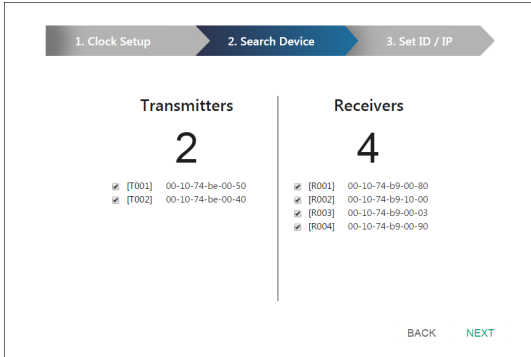 1. Clock Setup
2. Search Device
3. Set ID / IP
Transmitters
2
[T001] 00-10-74-be-00-50
[T002] 00-10-74-be-00-40
Receivers
4
[R001] 00-10-74-b9-00-80
[R002] 00-10-74-b9-10-00
[R003] 00-10-74-b9-00-03
[R004] 00-10-74-b9-00-90
BACK
NEXT